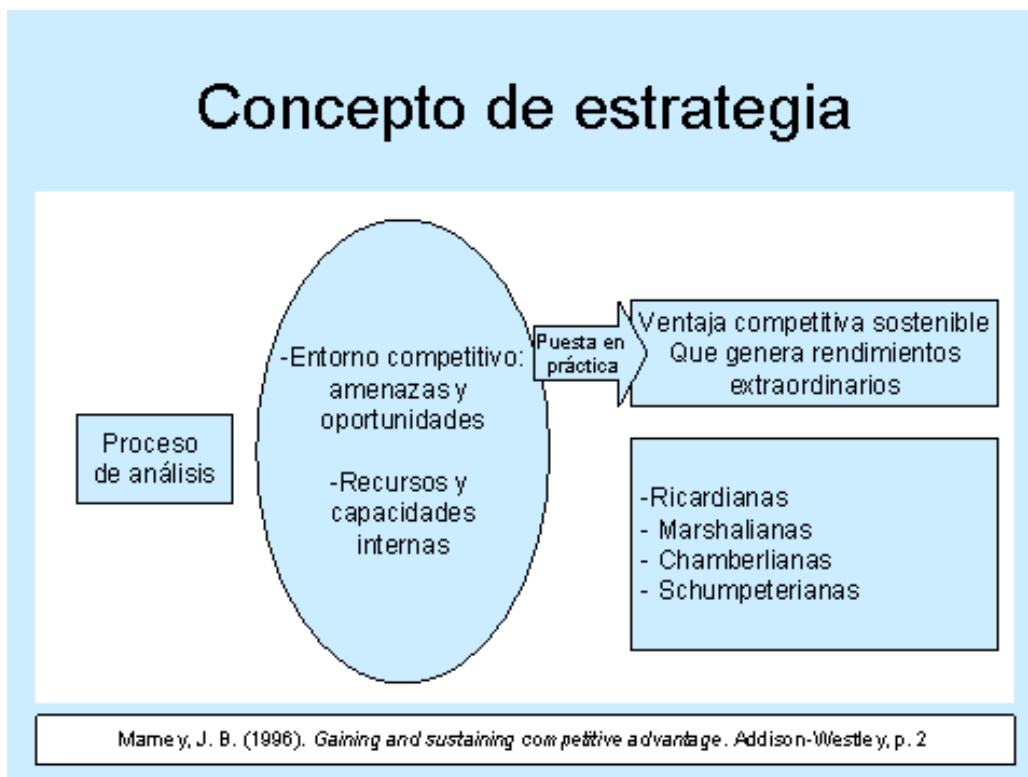 Concepto de estrategia
Proceso
de análisis
-Entorno competitivo:
amenazas y
oportunidades
-Recursos y
capacidades
internas
Puesta en
práctica
Ventaja competitiva sostenible
Que genera rendimientos
extraordinarios
-Ricardianas
- Marshalianas
- Chamberlianas
- Schumpeterianas
Marney, J. B. (1996). Gaining and sustaining competitive advantage. Addison-Westley, p. 2